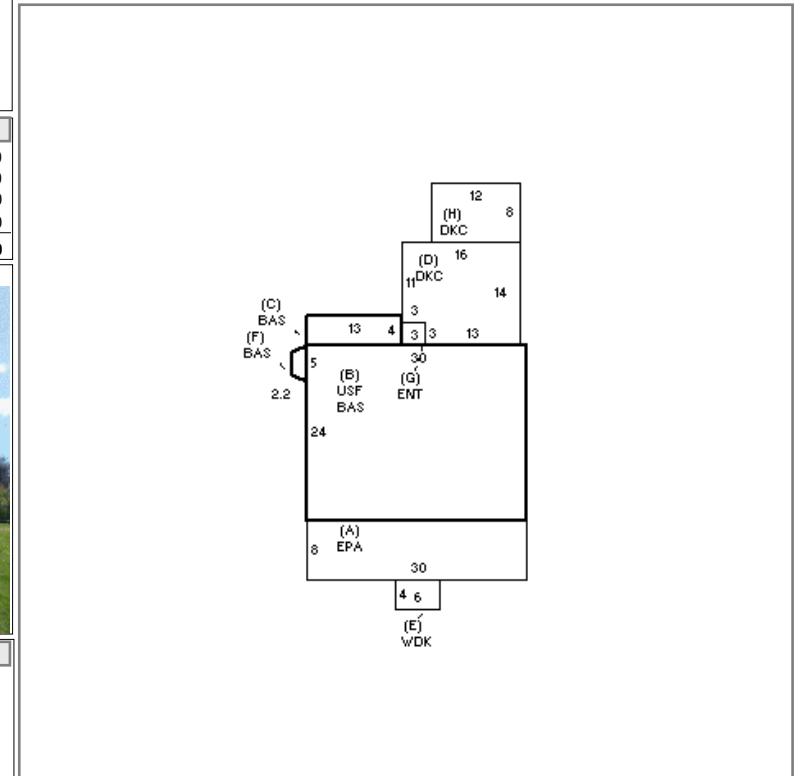 12
(H) 8
DKC
(D) 16
11 DKC
14
3
(C)
BAS
13 4 3 3 13
(F)
BAS
5 30
(B) (G)
USF ENT
BAS
2.2
24
(A)
EPA
8
30
4 6
(E)
WDK